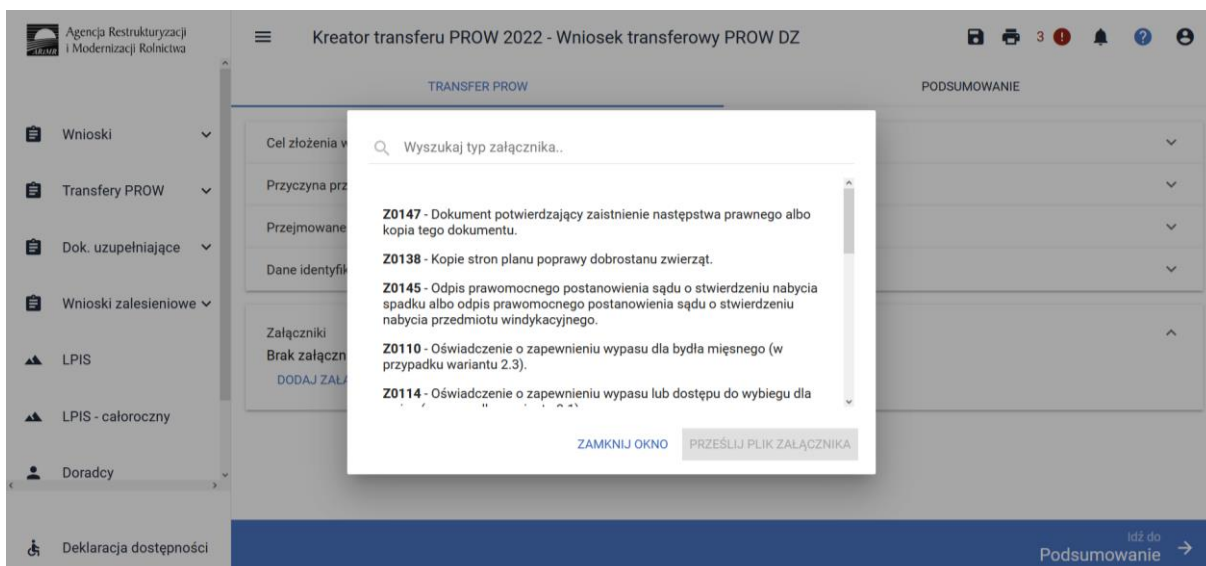 Agencja Restrukturyzacji
i Modernizacji Rolnictwa
ARiMR
Kreator transferu PROW 2022 - Wniosek transferowy PROW DZ
3
TRANSFER PROW
PODSUMOWANIE
Wnioski
Transfery PROW
Dok. uzupełniające
Wnioski zalesieniowe
LPIS
LPIS - całoroczny
Doradcy
Deklaracja dostępności
Cel złożenia w
Przyczyna prz
Przejmowane
Dane identyfik
Załączniki
Brak załączn
DODAJ ZAŁA
Wyszukaj typ załącznika..
Z0147 - Dokument potwierdzający zaistnienie następstwa prawnego albo
kopia tego dokumentu.
Z0138 - Kopie stron planu poprawy dobrostanu zwierząt.
Z0145 - Odpis prawomocnego postanowienia sądu o stwierdzeniu nabycia
spadku albo odpis prawomocnego postanowienia sądu o stwierdzeniu
nabycia przedmiotu windykacyjnego.
Z0110 - Oświadczenie o zapewnieniu wypasu dla bydła mięsnego (w
przypadku wariantu 2.3).
Z0114 - Oświadczenie o zapewnieniu wypasu lub dostępu do wybiegu dla
ZAMKNIJ OKNO
PRZEŚLIJ PLIK ZAŁĄCZNIKA
Idź do
Podsumowanie